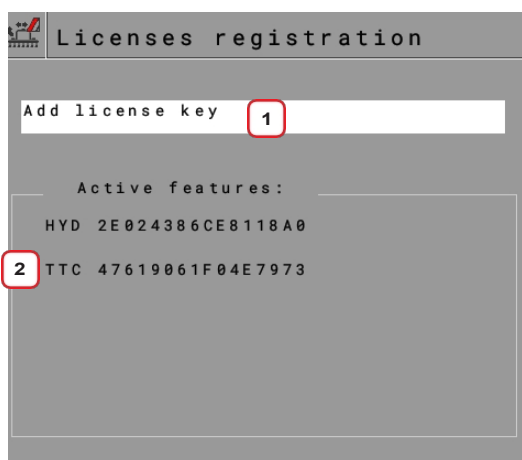 Licenses registration
Add license key
1
Active features:
HYD 2E024386CE8118A0
2
TTC 47619061F04E7973